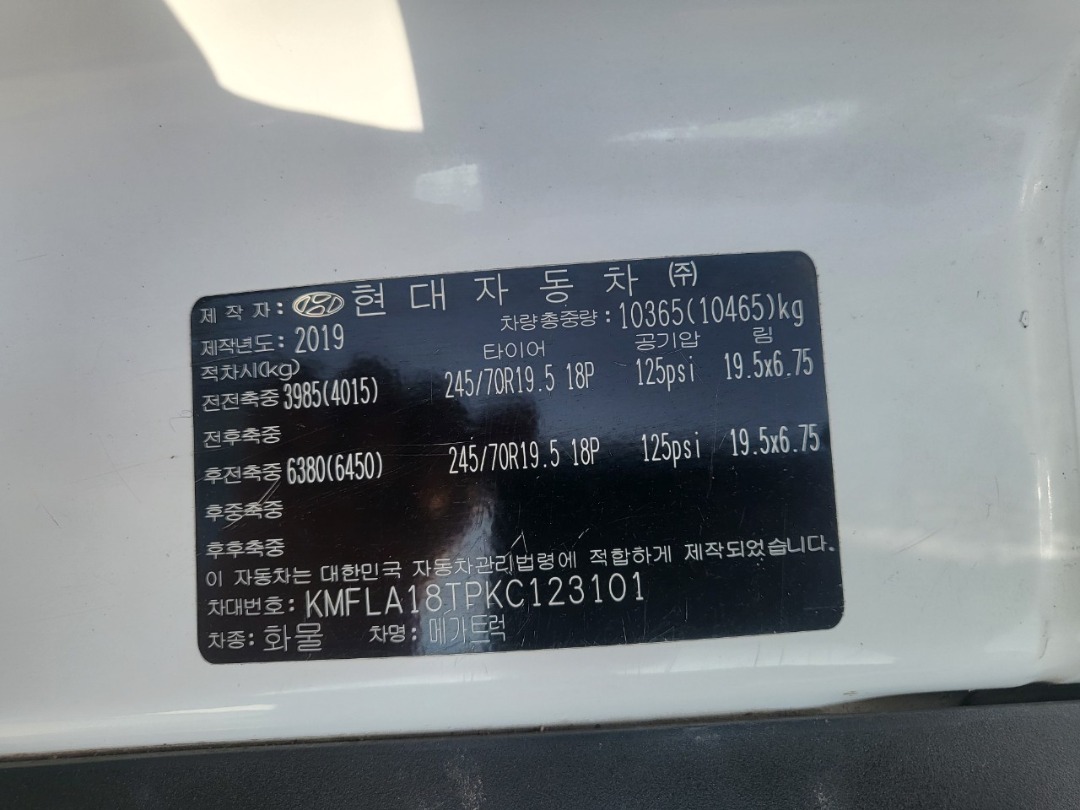 제작자: 현대자동차 ㈜
제작년도: 2019 차량총중량: 10365(10465)kg
적차시(kg) 타이어 공기압 림
전전축중 3985(4015) 245/70R19.5 18P 125psi 19.5x6.75
전후축중
후전축중 6380(6450) 245/70R19.5 18P 125psi 19.5x6.75
후중축중
후후축중
이 자동차는 대한민국 자동차관리법령에 적합하게 제작되었습니다.
차대번호: KMFLA18TPKC123101
차종: 화물 차명: 메가트럭